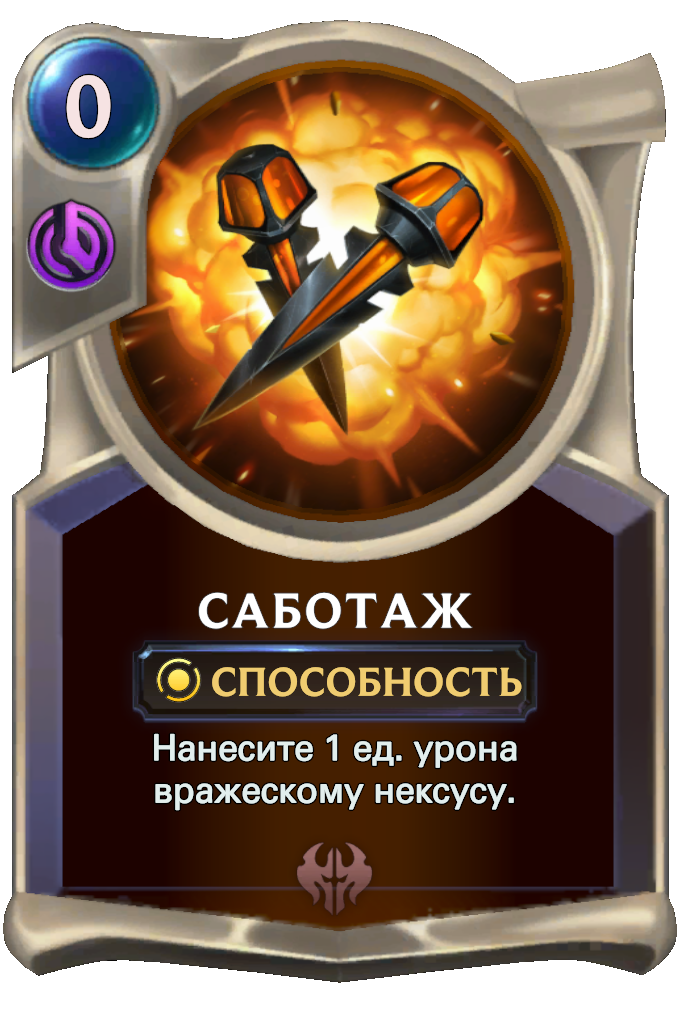 0
САБОТАЖ
СПОСОБНОСТЬ
Нанесите 1 ед. урона
вражескому нексусу.